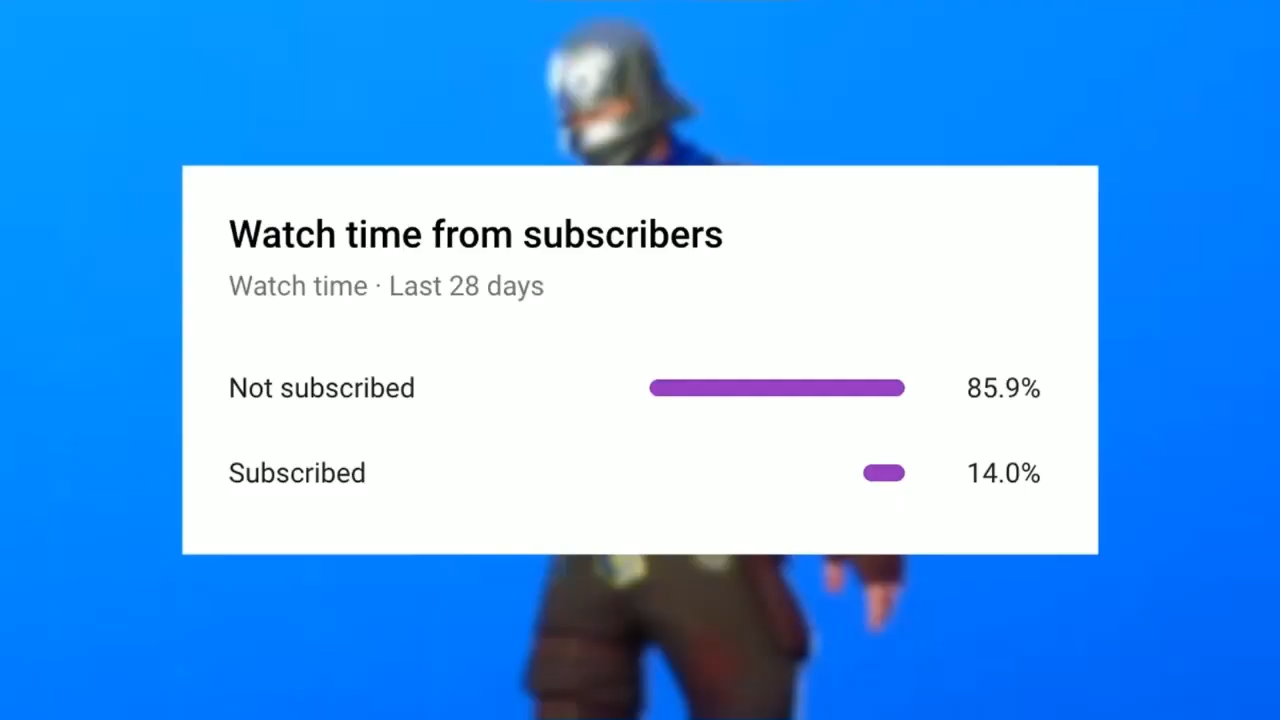 Watch time from subscribers
Watch time · Last 28 days
Not subscribed 85.9%
Subscribed 14.0%